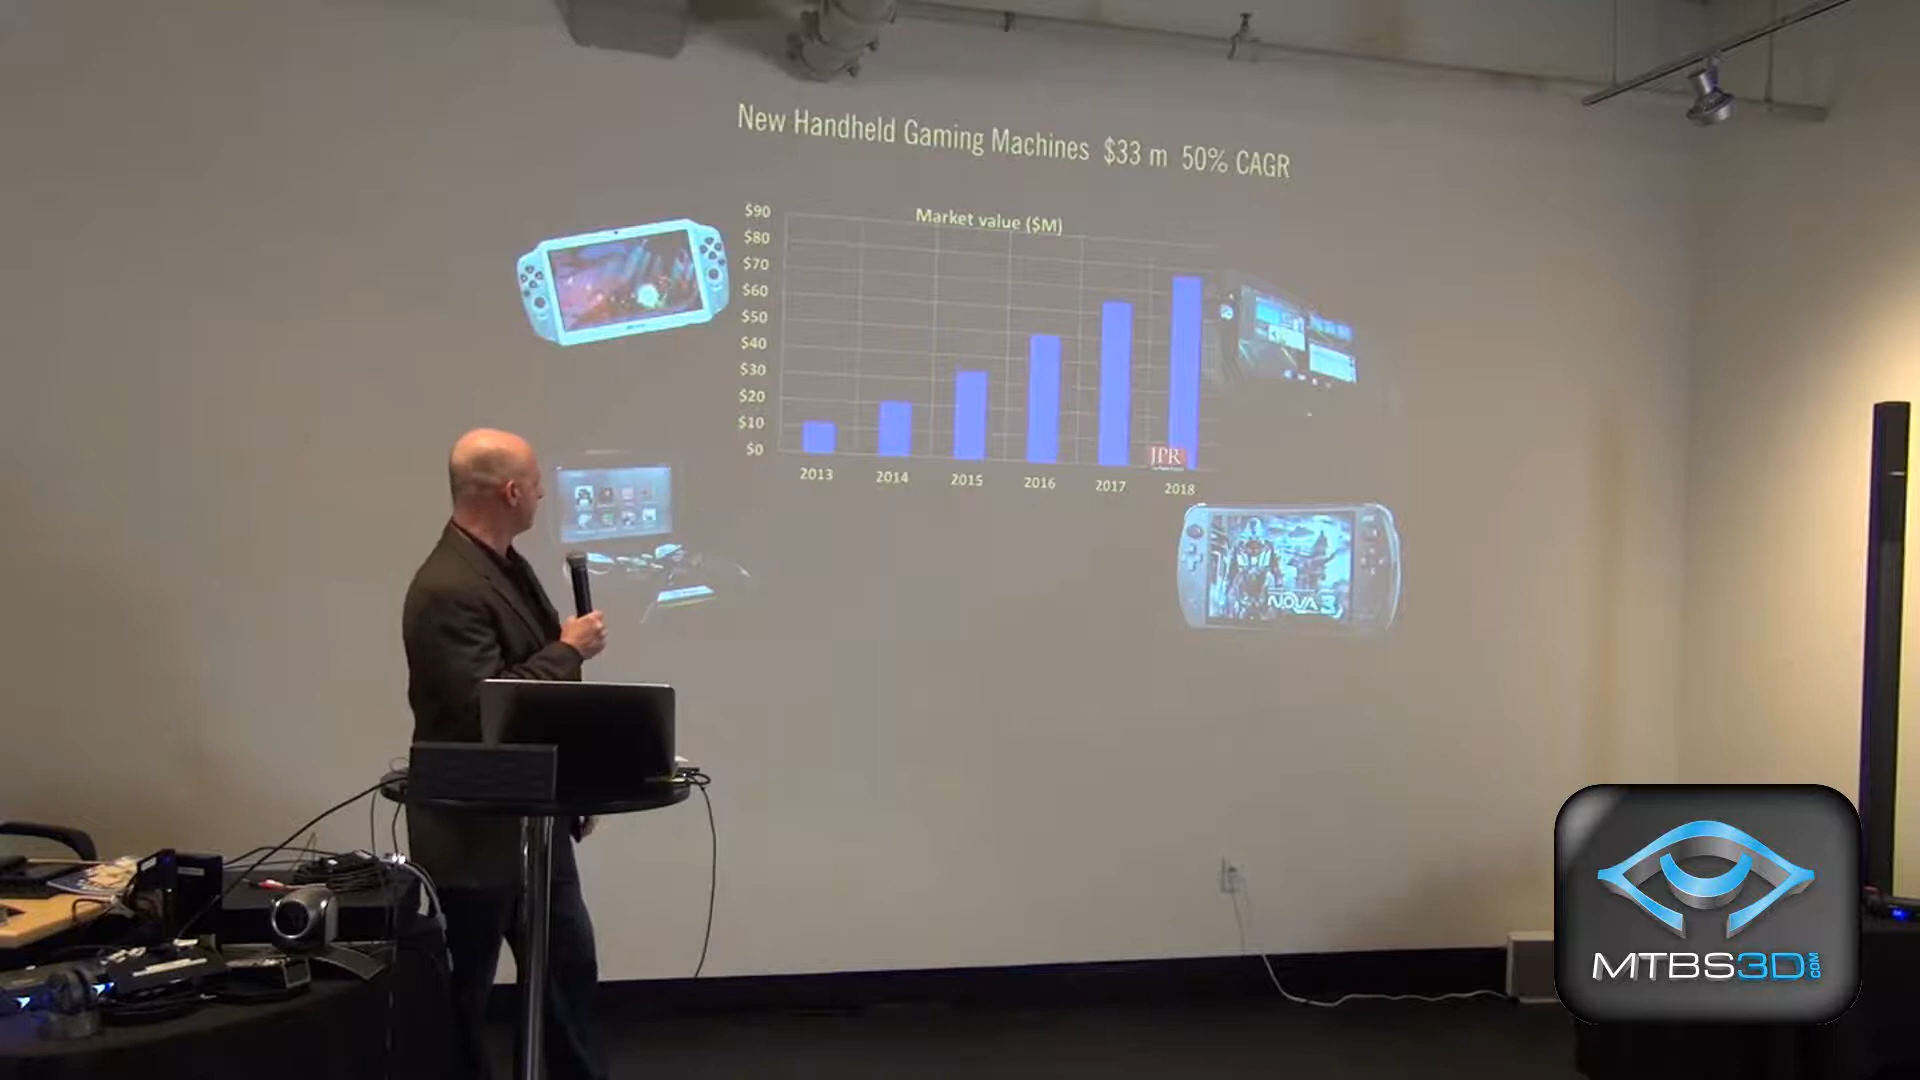 New Handheld Gaming Machines $33 m 50% CAGR
Market value ($M)
$90
$80
$70
$60
$50
$40
$30
$20
$10
$0
2013 2014 2015 2016 2017 2018
JPR
NOVA 3
MTBS3D.COM